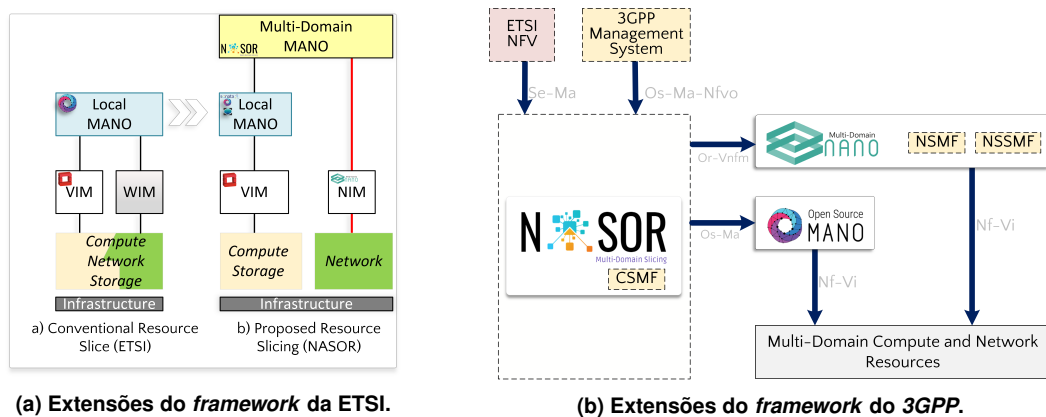 Multi-Domain
MANO
N SOR
Local
MANO
Local
MANO
VIM
WIM
VIM
NIM
Compute
Network
Storage
Compute
Storage
Network
Infrastructure
Infrastructure
a) Conventional Resource
Slice (ETSI)
b) Proposed Resource
Slicing (NASOR)
(a) Extensões do framework da ETSI.
ETSI
NFV
3GPP
Management
System
Se-Ma
Os-Ma-Nfvo
Or-Vnfm
Multi-Domain
NANO
NSMF
NSSMF
N SOR
Multi-Domain Slicing
CSMF
Os-Ma
Open Source
MANO
Nf-Vi
Nf-Vi
Multi-Domain Compute and Network
Resources
(b) Extensões do framework do 3GPP.